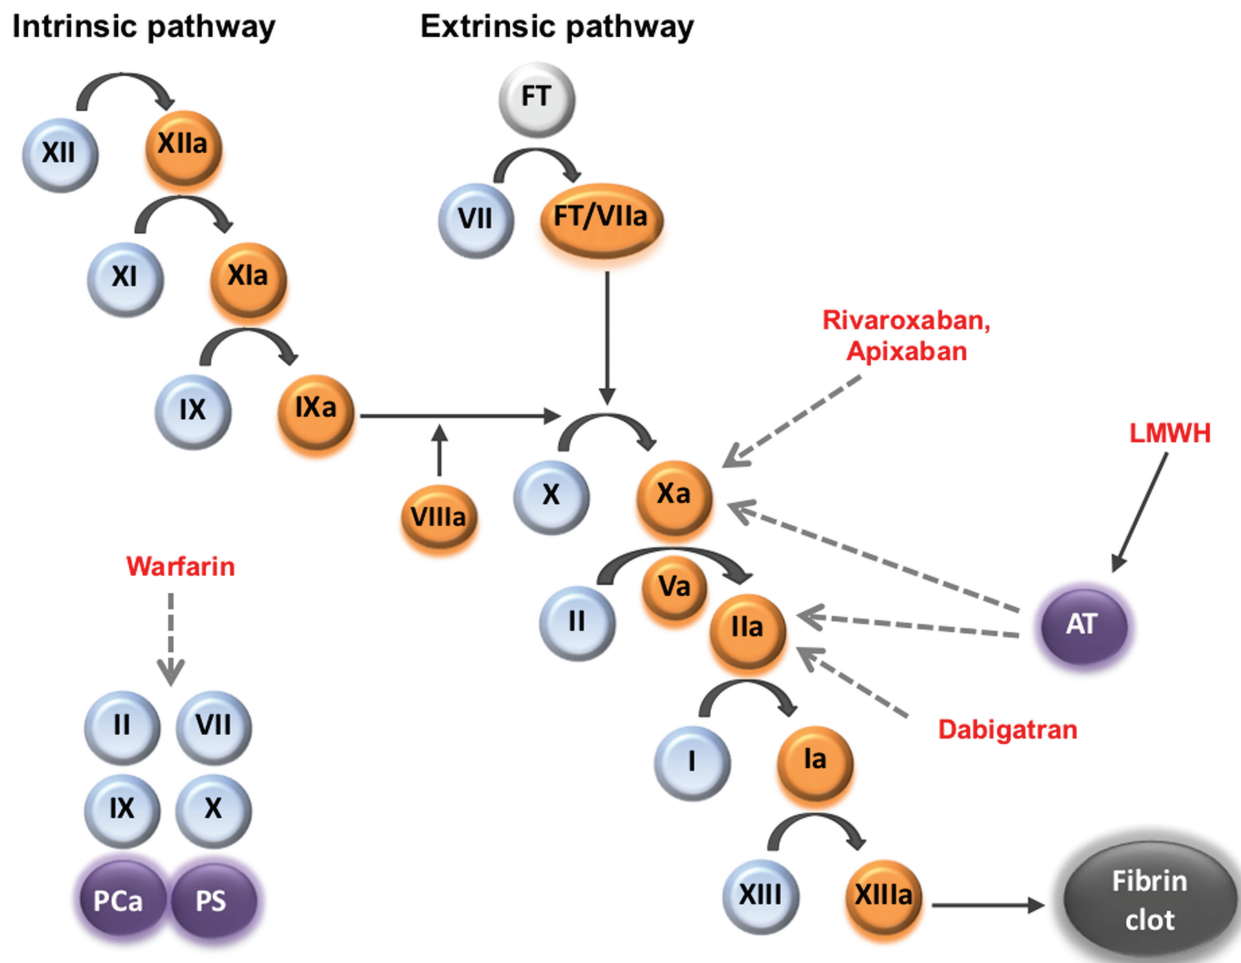 Intrinsic pathway
Extrinsic pathway
FT
XII
XIIa
VII
FT/VIIa
XI
XIa
Rivaroxaban,
Apixaban
IX
IXa
LMWH
X
Xa
VIIIa
Warfarin
Va
II
IIa
AT
II
VII
Dabigatran
I
Ia
IX
X
PCa
PS
XIII
XIIIa
Fibrin
clot